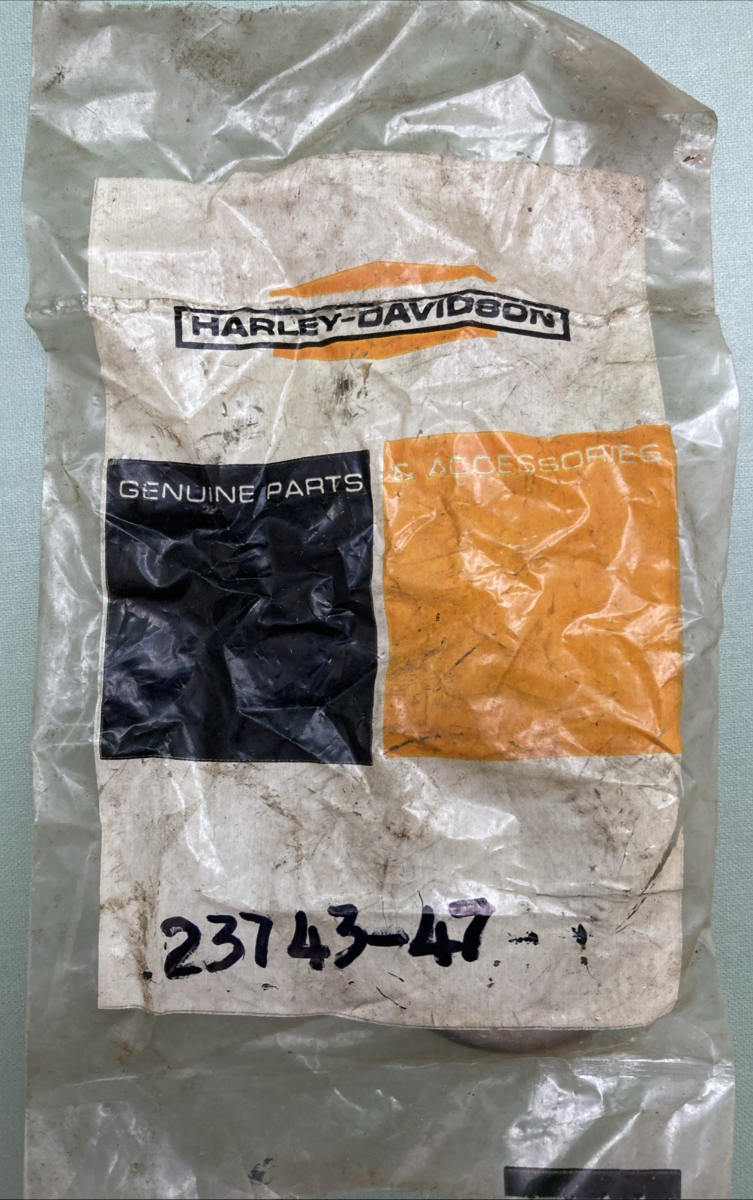 HARLEY-DAVIDSON
GENUINE PARTS & ACCESSORIES
23743-47